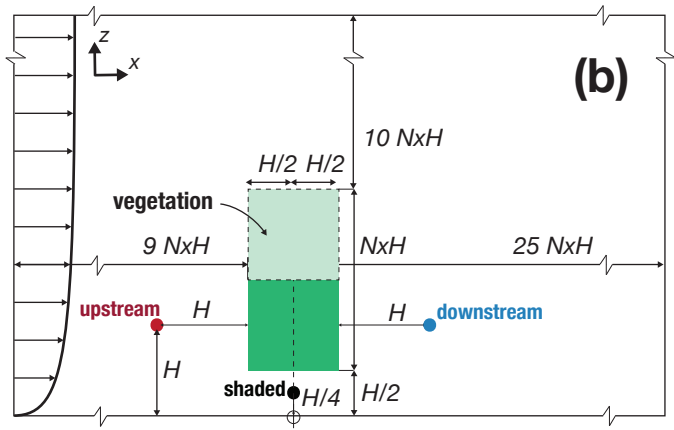 z
x
(b)
10 NxH
H/2 H/2
vegetation
9 NxH
NxH
25 NxH
upstream
H
H
downstream
H
shaded
H/4
H/2